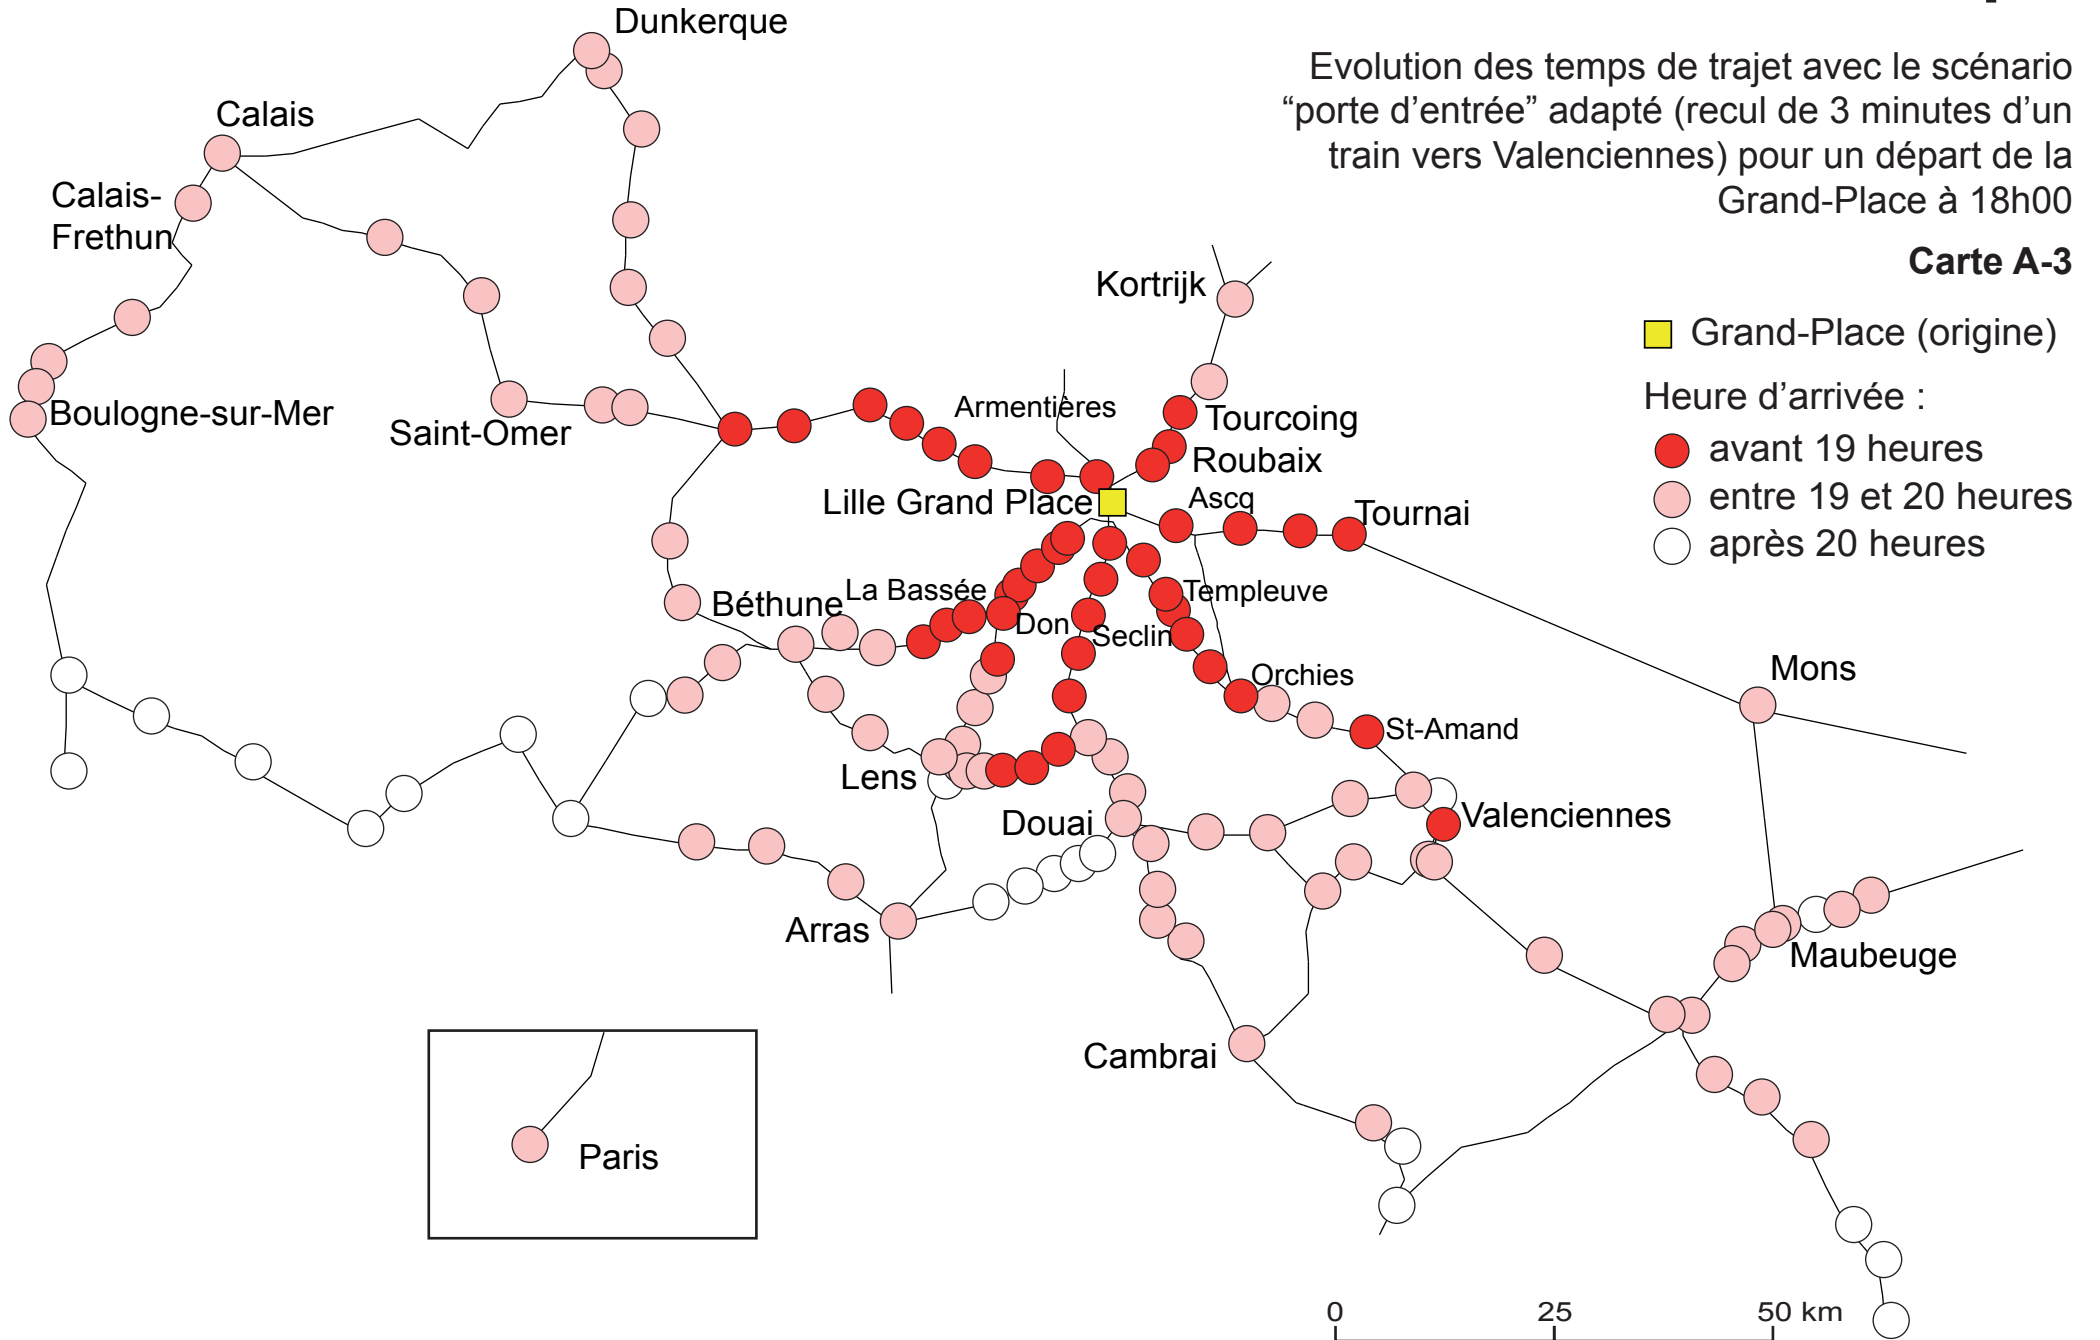 Evolution des temps de trajet avec le scénario
“porte d’entrée” adapté (recul de 3 minutes d’un
train vers Valenciennes) pour un départ de la
Grand-Place à 18h00
Carte A-3
Grand-Place (origine)
Heure d’arrivée :
avant 19 heures
entre 19 et 20 heures
après 20 heures
Dunkerque
Calais
Calais-
Frethun
Kortrijk
Boulogne-sur-Mer
Saint-Omer
Armentières
Tourcoing
Roubaix
Lille Grand Place
Ascq
Tournai
La Bassée
Béthune
Templeuve
Don
Seclin
Orchies
Mons
St-Amand
Lens
Douai
Valenciennes
Arras
Maubeuge
Cambrai
Paris
0 25 50 km